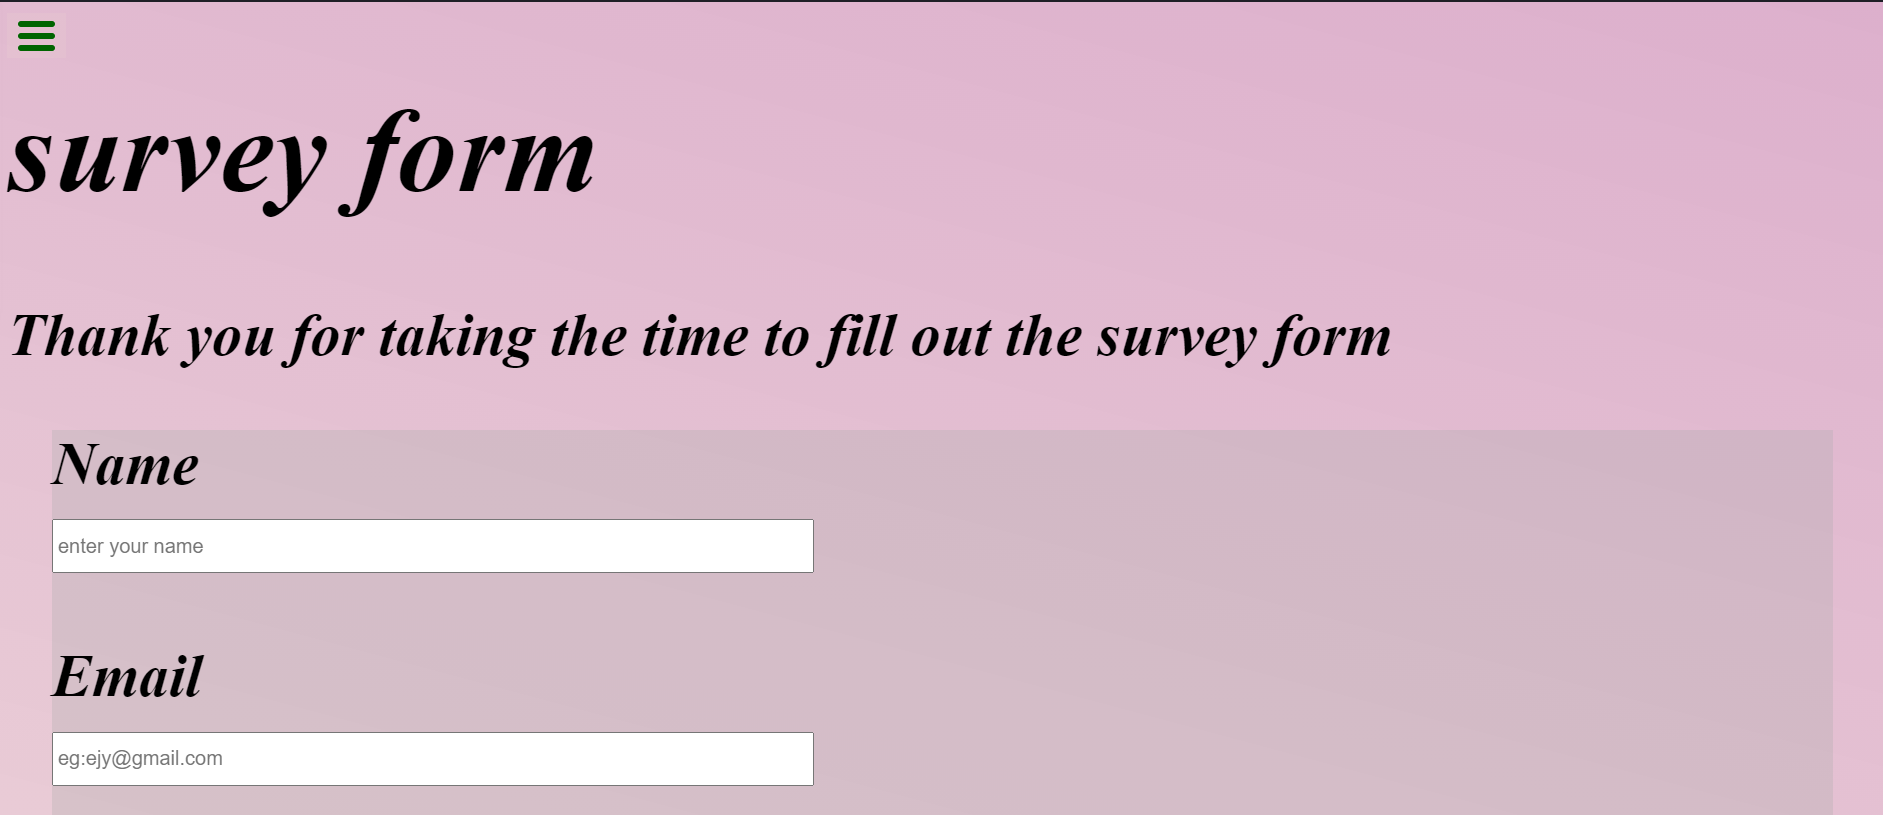 survey form
Thank you for taking the time to fill out the survey form
Name
enter your name
Email
eg:ejy@gmail.com